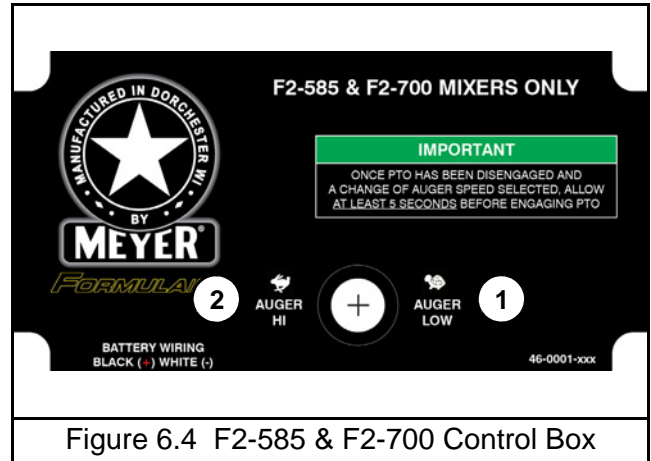 MANUFACTURED IN DORCHESTER WI
BY
MEYER®
FORMULA
F2-585 & F2-700 MIXERS ONLY
IMPORTANT
ONCE PTO HAS BEEN DISENGAGED AND
A CHANGE OF AUGER SPEED SELECTED, ALLOW
AT LEAST 5 SECONDS BEFORE ENGAGING PTO
2
AUGER
HI
+
AUGER
LOW
1
BATTERY WIRING
BLACK (+) WHITE (-)
46-0001-xxx
Figure 6.4 F2-585 & F2-700 Control Box